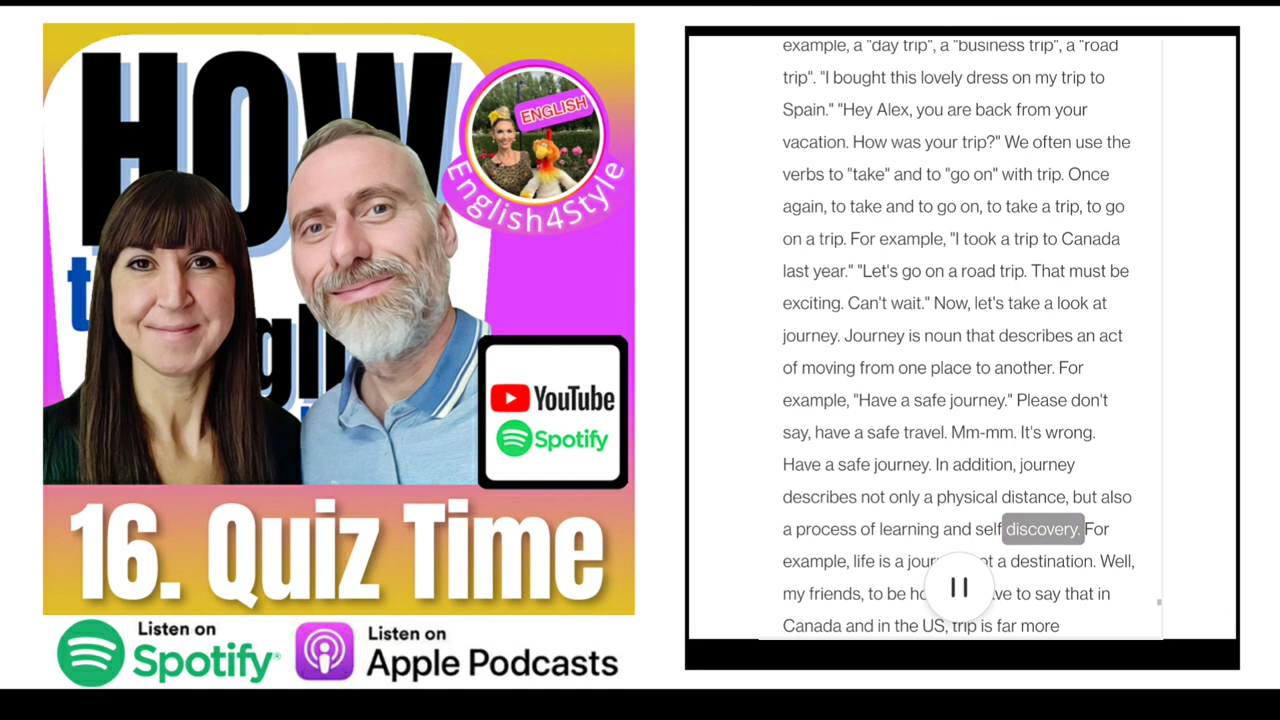 HOW
t
gli
ENGLISH
English4Style
YouTube
Spotify
16. Quiz Time
Listen on
Spotify
Listen on
Apple Podcasts
example, a "day trip", a "business trip", a "road
trip". "I bought this lovely dress on my trip to
Spain." "Hey Alex, you are back from your
vacation. How was your trip?" We often use the
verbs to "take" and to "go on" with trip. Once
again, to take and to go on, to take a trip, to go
on a trip. For example, "I took a trip to Canada
last year." "Let's go on a road trip. That must be
exciting. Can't wait." Now, let's take a look at
journey. Journey is noun that describes an act
of moving from one place to another. For
example, "Have a safe journey." Please don't
say, have a safe travel. Mm-mm. It's wrong.
Have a safe journey. In addition, journey
describes not only a physical distance, but also
a process of learning and self discovery. For
example, life is a jour t a destination. Well,
my friends, to be ho ve to say that in
Canada and in the US, trip is far more